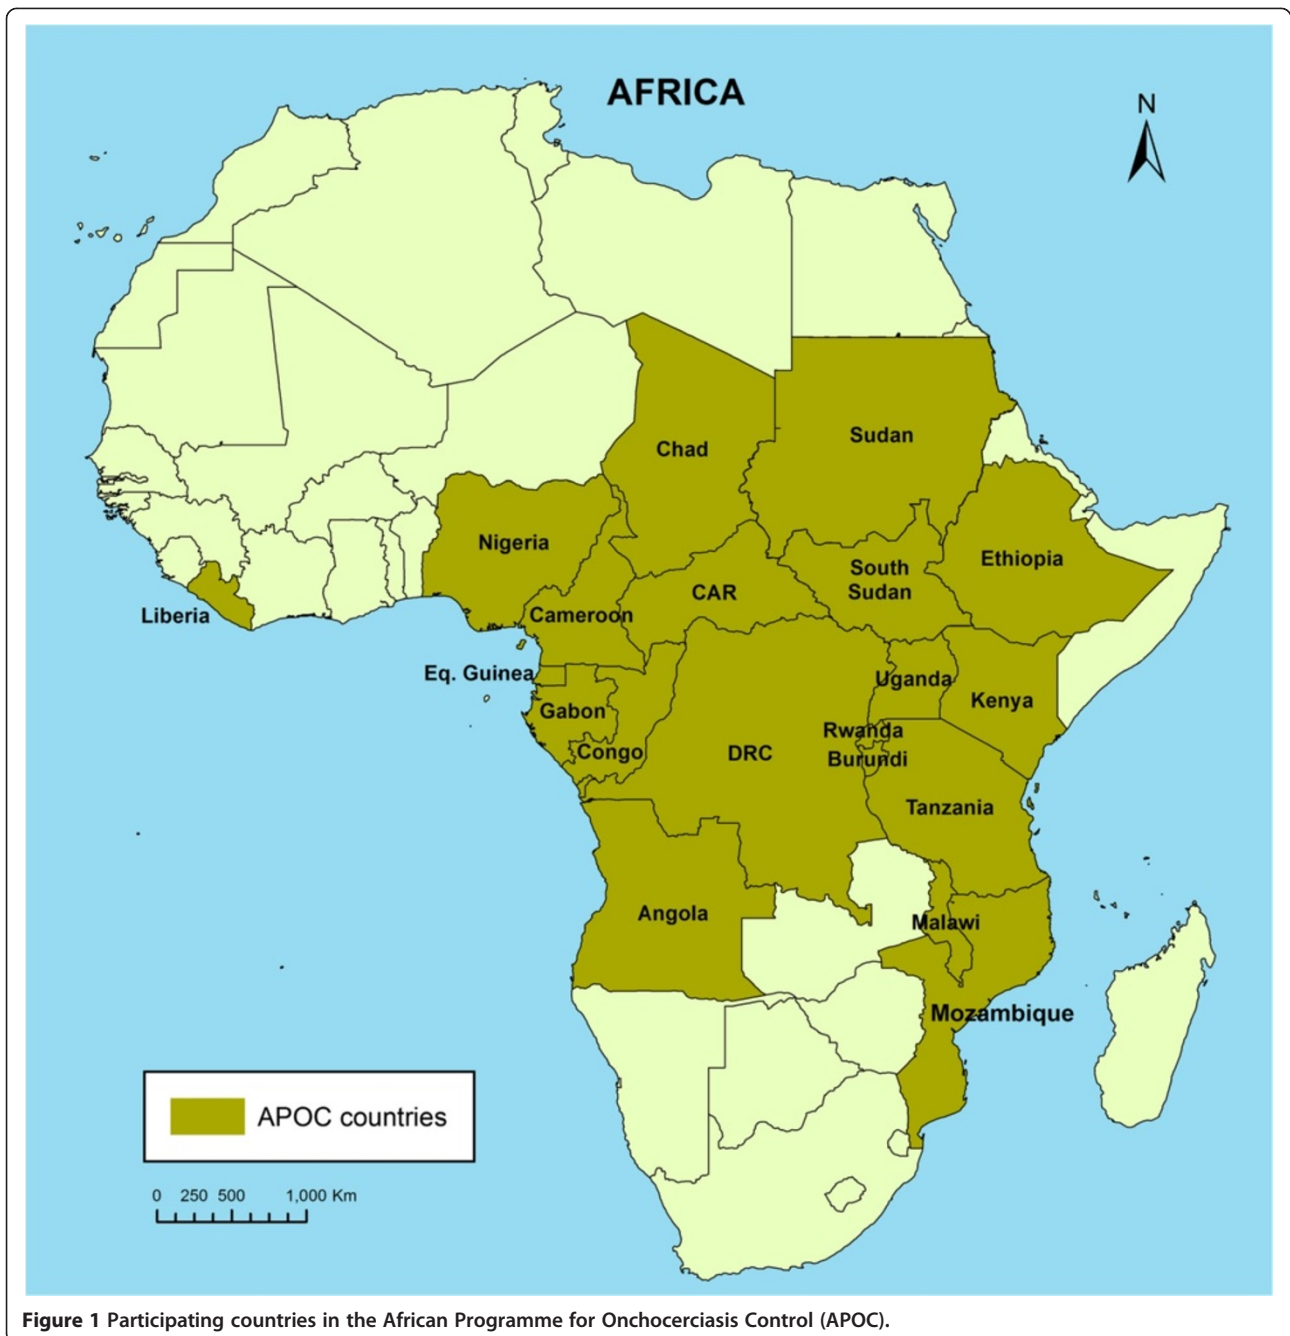 AFRICA
N
Chad
Sudan
Nigeria
Ethiopia
South
Sudan
CAR
Liberia
Cameroon
Eq. Guinea
Uganda
Kenya
Gabon
Rwanda
Congo
DRC
Burundi
Tanzania
Angola
Malawi
Mozambique
APOC countries
0 250 500 1,000 Km
Figure 1 Participating countries in the African Programme for Onchocerciasis Control (APOC).